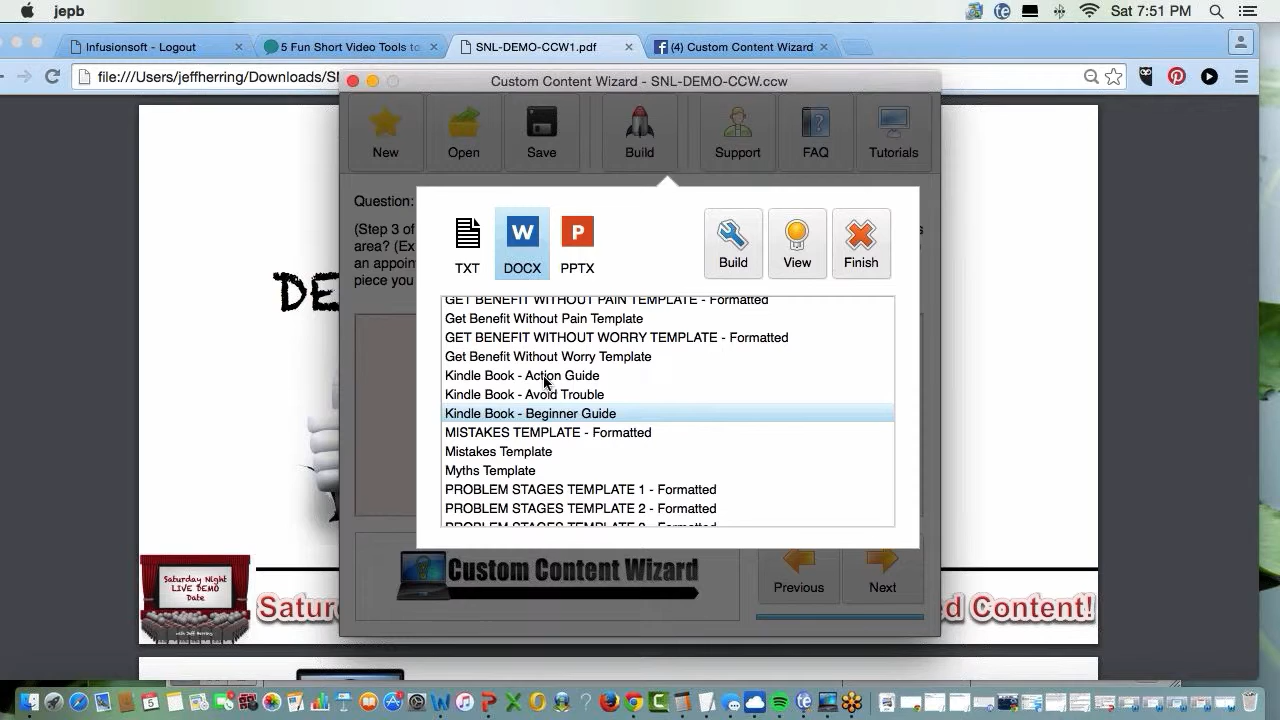 jepb
Sat 7:51 PM
Infusionsoft - Logout
5 Fun Short Video Tools to
SNL-DEMO-CCW1.pdf
(4) Custom Content Wizard
file:///Users/jeffherring/Downloads/S
Custom Content Wizard - SNL-DEMO-CCW.ccw
New
Open
Save
Build
Support
FAQ
Tutorials
Question:
(Step 3 of
area? (Ex
an appoint
piece you
TXT
DOCX
PPTX
Build
View
Finish
GET BENEFIT WITHOUT PAIN TEMPLATE - Formatted
Get Benefit Without Pain Template
GET BENEFIT WITHOUT WORRY TEMPLATE - Formatted
Get Benefit Without Worry Template
Kindle Book - Action Guide
Kindle Book - Avoid Trouble
Kindle Book - Beginner Guide
MISTAKES TEMPLATE - Formatted
Mistakes Template
Myths Template
PROBLEM STAGES TEMPLATE 1 - Formatted
PROBLEM STAGES TEMPLATE 2 - Formatted
Custom Content Wizard
Previous
Next
DE
Saturday Night
LIVE DEMO
Date
with Jeff Herring
Satur
d Content!